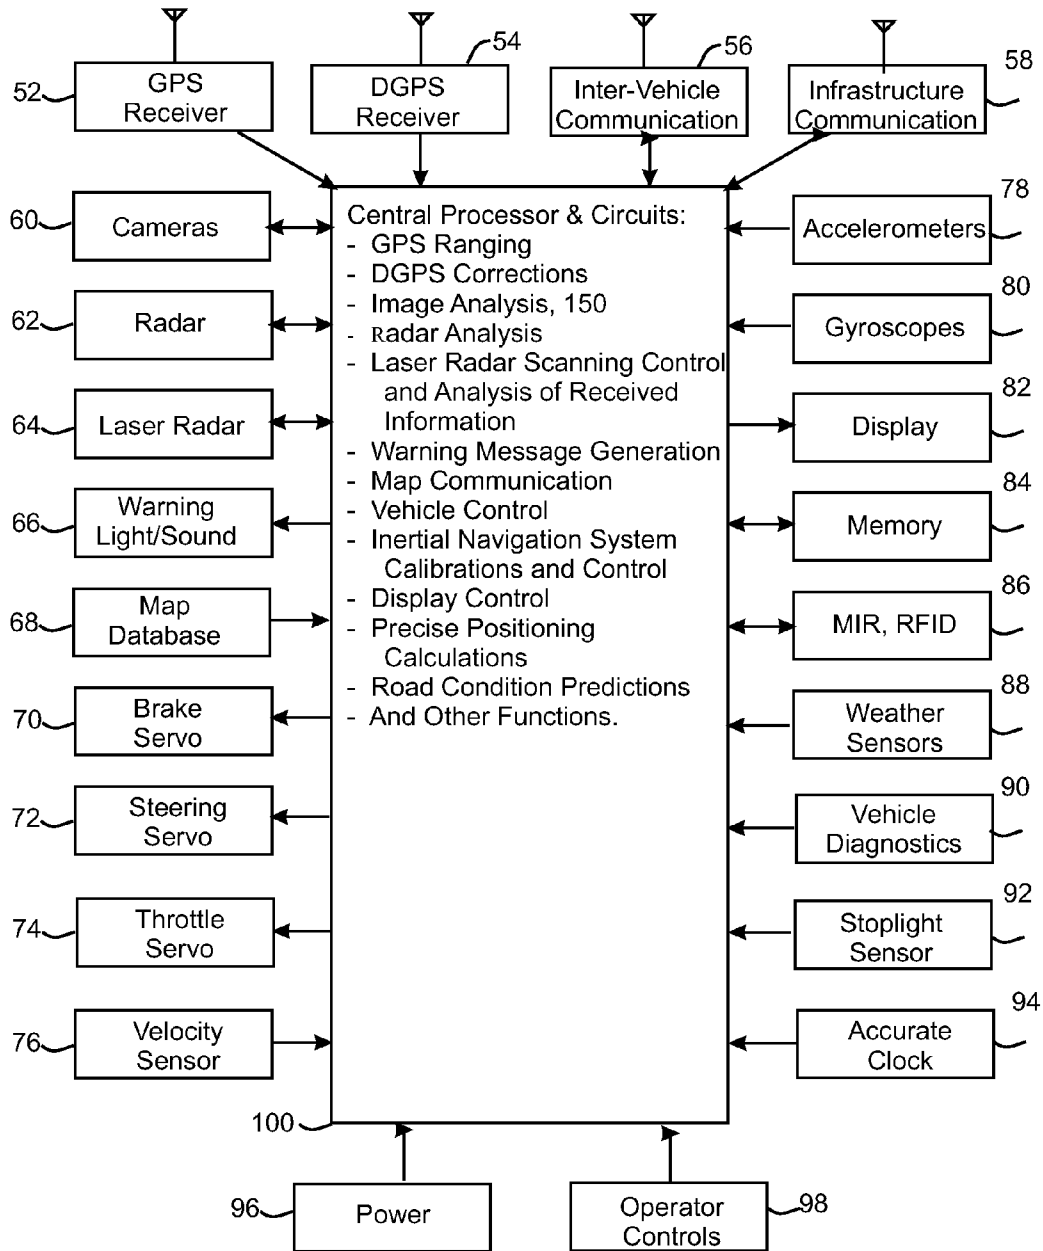 54
56
58
52
GPS
Receiver
DGPS
Receiver
Inter-Vehicle
Communication
Infrastructure
Communication
60
Cameras
62
Radar
64
Laser Radar
66
Warning
Light/Sound
68
Map
Database
70
Brake
Servo
72
Steering
Servo
74
Throttle
Servo
76
Velocity
Sensor
Central Processor & Circuits:
- GPS Ranging
- DGPS Corrections
- Image Analysis, 150
- Radar Analysis
- Laser Radar Scanning Control
and Analysis of Received
Information
- Warning Message Generation
- Map Communication
- Vehicle Control
- Inertial Navigation System
Calibrations and Control
- Display Control
- Precise Positioning
Calculations
- Road Condition Predictions
- And Other Functions.
100
78
Accelerometers
80
Gyroscopes
82
Display
84
Memory
86
MIR, RFID
88
Weather
Sensors
90
Vehicle
Diagnostics
92
Stoplight
Sensor
94
Accurate
Clock
96
Power
Operator
Controls
98